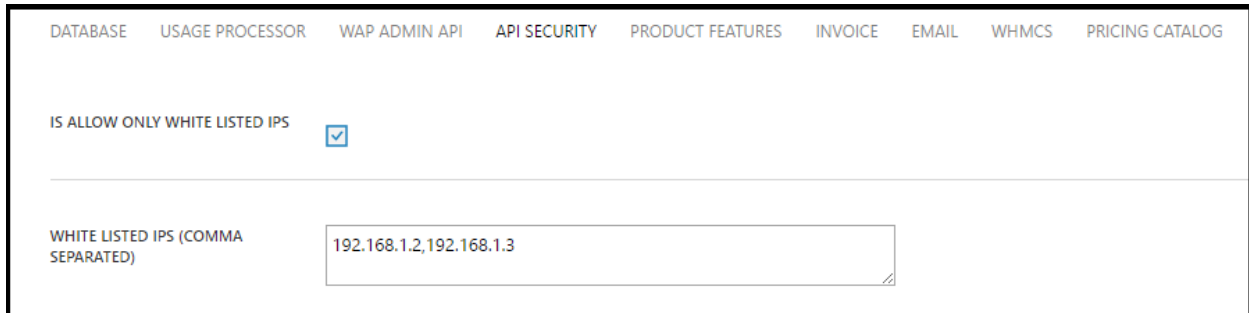 DATABASE USAGE PROCESSOR WAP ADMIN API API SECURITY PRODUCT FEATURES INVOICE EMAIL WHMCS PRICING CATALOG
IS ALLOW ONLY WHITE LISTED IPS
WHITE LISTED IPS (COMMA
SEPARATED)
192.168.1.2,192.168.1.3